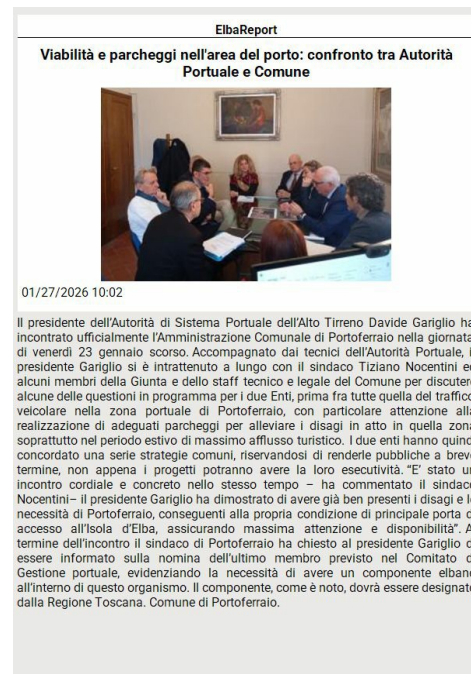 ElbaReport
Viabilità e parcheggi nell'area del porto: confronto tra Autorità
Portuale e Comune
01/27/2026 10:02
Il presidente dell'Autorità di Sistema Portuale dell'Alto Tirreno Davide Gariglio ha
incontrato ufficialmente l'Amministrazione Comunale di Portoferraio nella giornata
di venerdì 23 gennaio scorso. Accompagnato dai tecnici dell'Autorità Portuale, i
presidente Gariglio si è intrattenuto a lungo con il sindaco Tiziano Nocentini ed
alcuni membri della Giunta e dello staff tecnico e legale del Comune per discutere
alcune delle questioni in programma per i due Enti, prima fra tutte quella del traffico
veicolare nella zona portuale di Portoferraio, con particolare attenzione alla
realizzazione di adeguati parcheggi per alleviare i disagi in atto in quella zona
soprattutto nel periodo estivo di massimo afflusso turistico. I due enti hanno quind
concordato una serie strategie comuni, riservandosi di renderle pubbliche a breve
termine, non appena i progetti potranno avere la loro esecutività. “E’ stato un
incontro cordiale e concreto nello stesso tempo – ha commentato il sindaco
Nocentini– il presidente Gariglio ha dimostrato di avere già ben presenti i disagi e le
necessità di Portoferraio, conseguenti alla propria condizione di principale porta d
accesso all'Isola d'Elba, assicurando massima attenzione e disponibilità”. A
termine dell'incontro il sindaco di Portoferraio ha chiesto al presidente Gariglio d
essere informato sulla nomina dell'ultimo membro previsto nel Comitato d
Gestione portuale, evidenziando la necessità di avere un componente elbano
all'interno di questo organismo. Il componente, come è noto, dovrà essere designato
dalla Regione Toscana. Comune di Portoferraio.